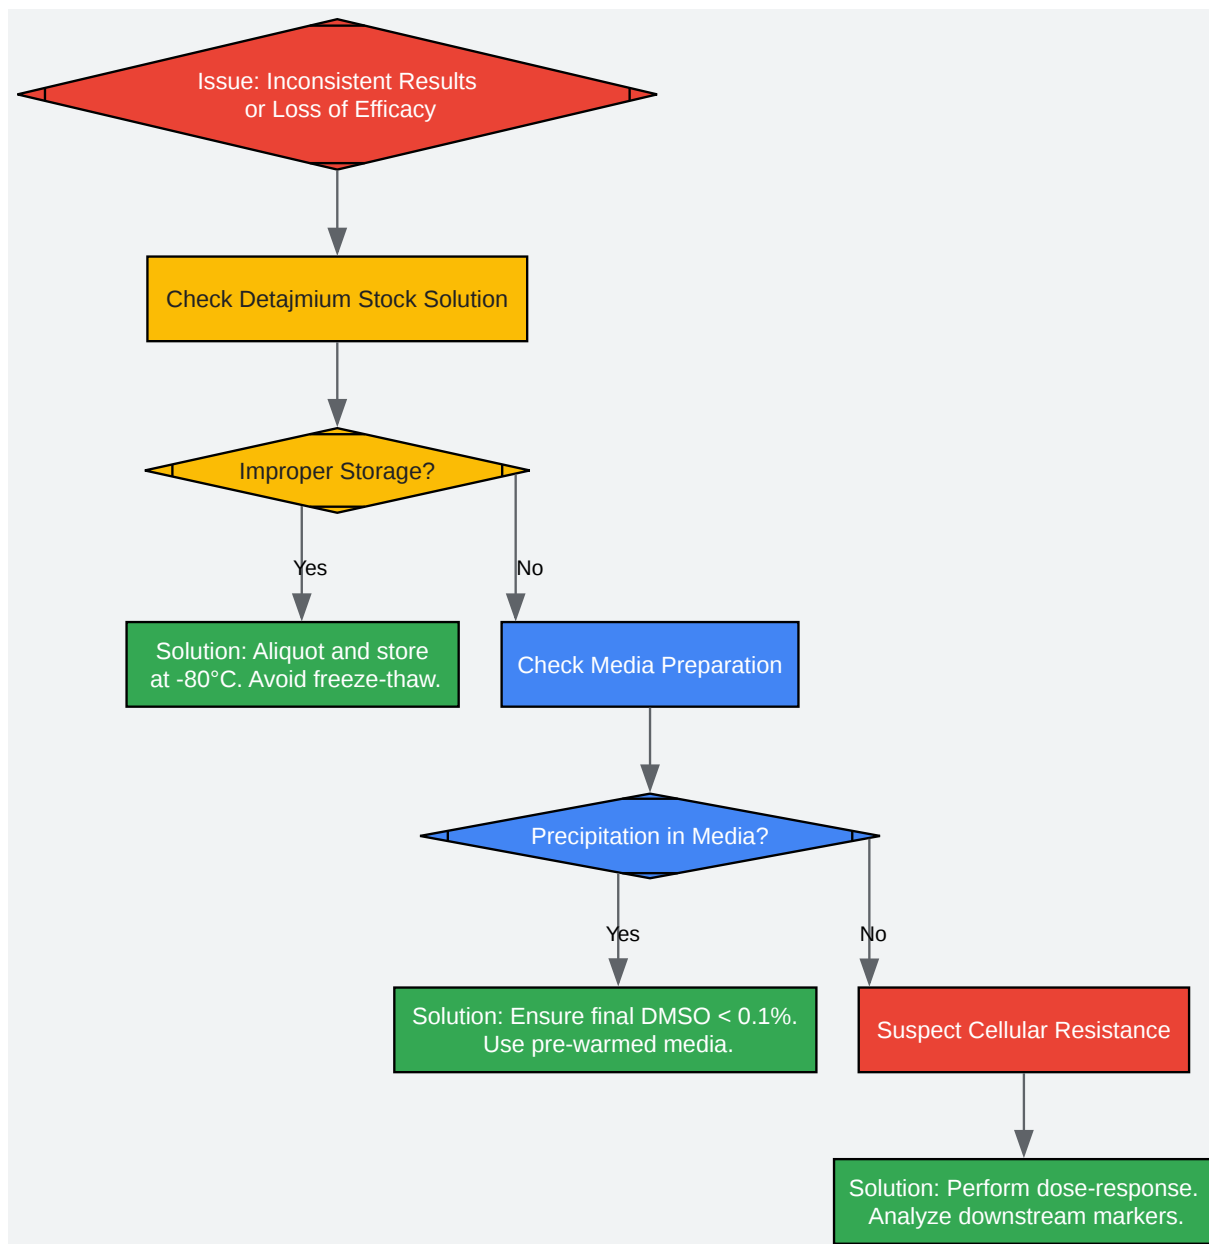 Issue: Inconsistent Results
or Loss of Efficacy
Check Detajmium Stock Solution
Improper Storage?
Yes
No
Solution: Aliquot and store
at -80°C. Avoid freeze-thaw.
Check Media Preparation
Precipitation in Media?
Yes
No
Solution: Ensure final DMSO < 0.1%.
Use pre-warmed media.
Suspect Cellular Resistance
Solution: Perform dose-response.
Analyze downstream markers.